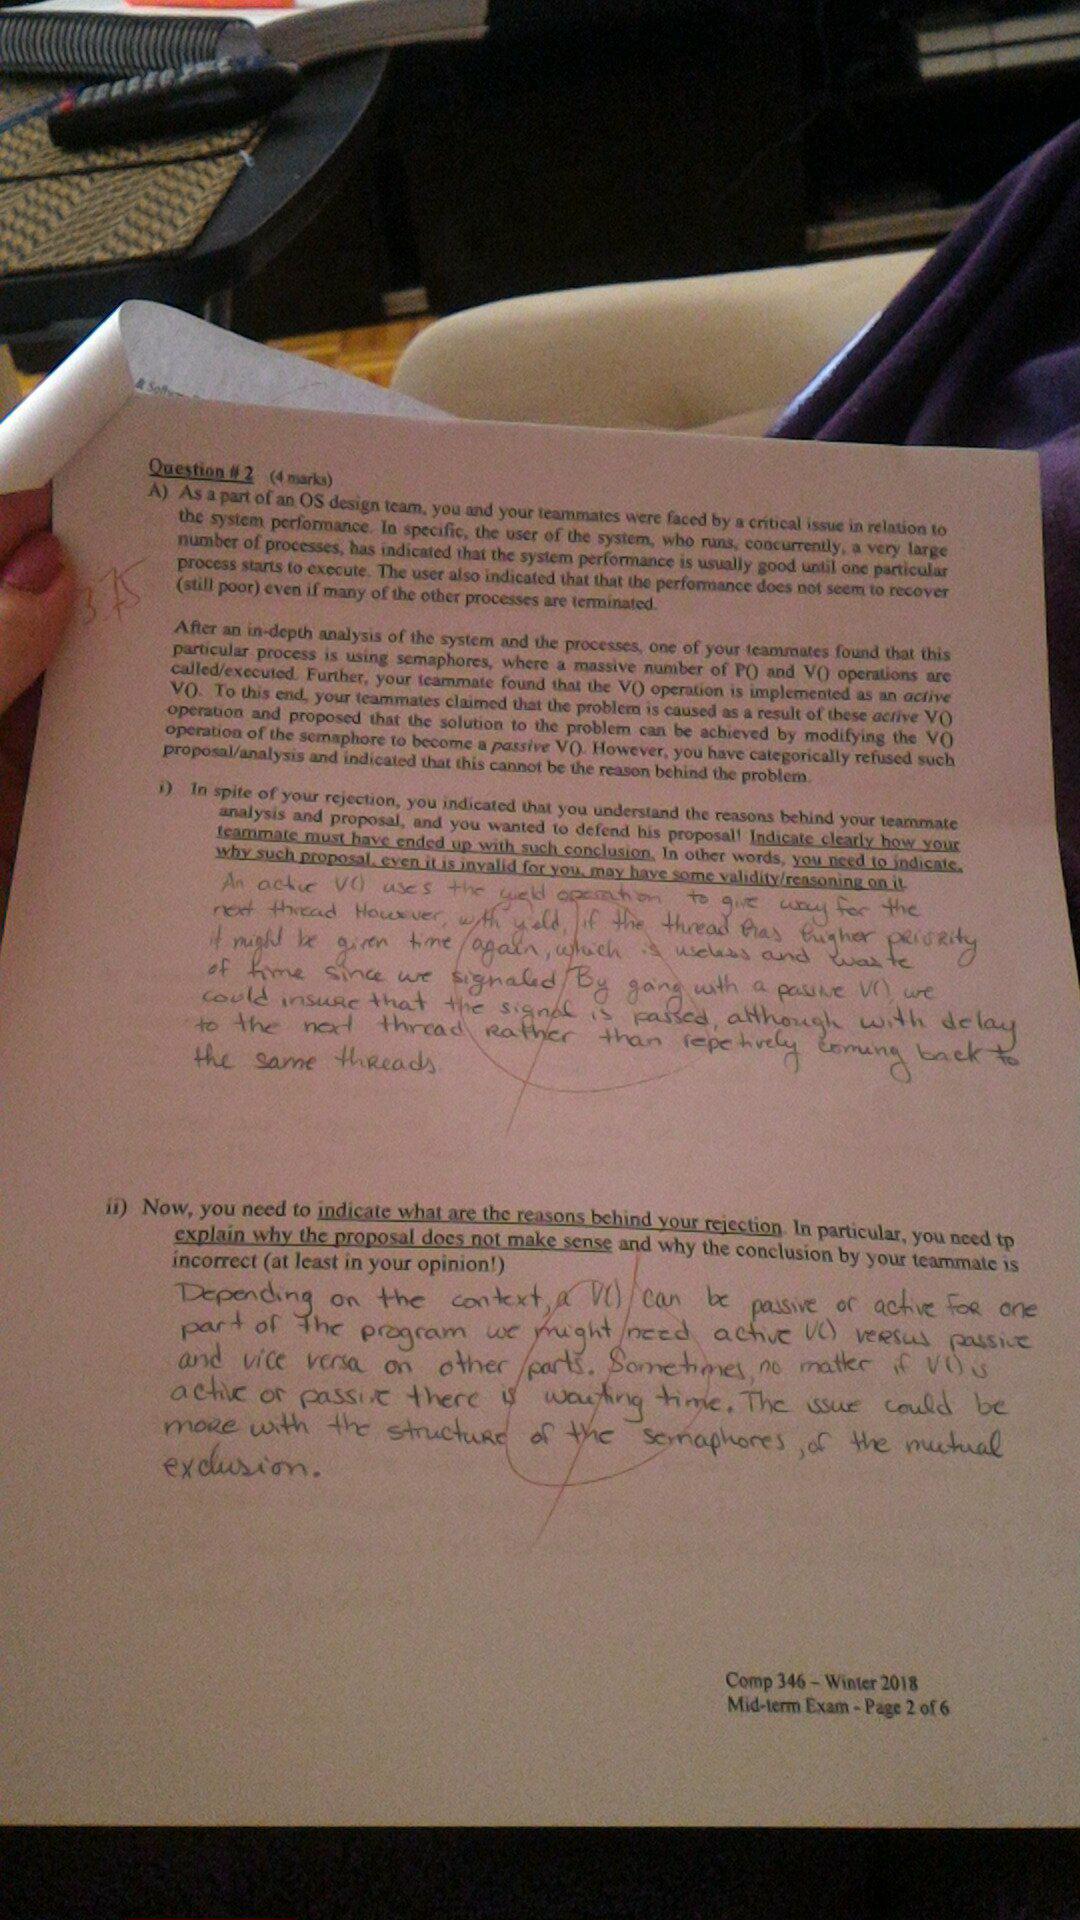 & Softw
Question # 2 (4 marks)
A) As a part of an OS design team, you and your teammates were faced by a critical issue in relation to
the system performance. In specific, the user of the system, who runs, concurrently, a very large
number of processes, has indicated that the system performance is usually good until one particular
process starts to execute. The user also indicated that that the performance does not seem to recover
(still poor) even if many of the other processes are terminated.
3.75
After an in-depth analysis of the system and the processes, one of your teammates found that this
particular process is using semaphores, where a massive number of P() and V() operations are
called/executed. Further, your teammate found that the V() operation is implemented as an active
V(). To this end, your teammates claimed that the problem is caused as a result of these active V()
operation and proposed that the solution to the problem can be achieved by modifying the V()
operation of the semaphore to become a passive V(). However, you have categorically refused such
proposal/analysis and indicated that this cannot be the reason behind the problem.
i) In spite of your rejection, you indicated that you understand the reasons behind your teammate
analysis and proposal, and you wanted to defend his proposal! Indicate clearly how your
teammate must have ended up with such conclusion. In other words, you need to indicate,
why such proposal, even it is invalid for you, may have some validity/reasoning on it.
An active V() uses the yield operation to give way for the
next thread However, with yield, if the thread has higher priority
it might be given time again, which is useless and waste
of time since we signaled By going with a passive V() we
could insure that the signal is passed, although with delay
to the next thread Rather than repetively coming back to
the same threads.
ii) Now, you need to indicate what are the reasons behind your rejection. In particular, you need tp
explain why the proposal does not make sense and why the conclusion by your teammate is
incorrect (at least in your opinion!)
Depending on the context, a V() can be passive or active For one
part of the program we might need active V() versus passive
and vice versa on other parts. Sometimes, no matter if V() is
active or passive there is waiting time. The issue could be
more with the structure of the semaphores, of the mutual
exclusion.
Comp 346 – Winter 2018
Mid-term Exam - Page 2 of 6